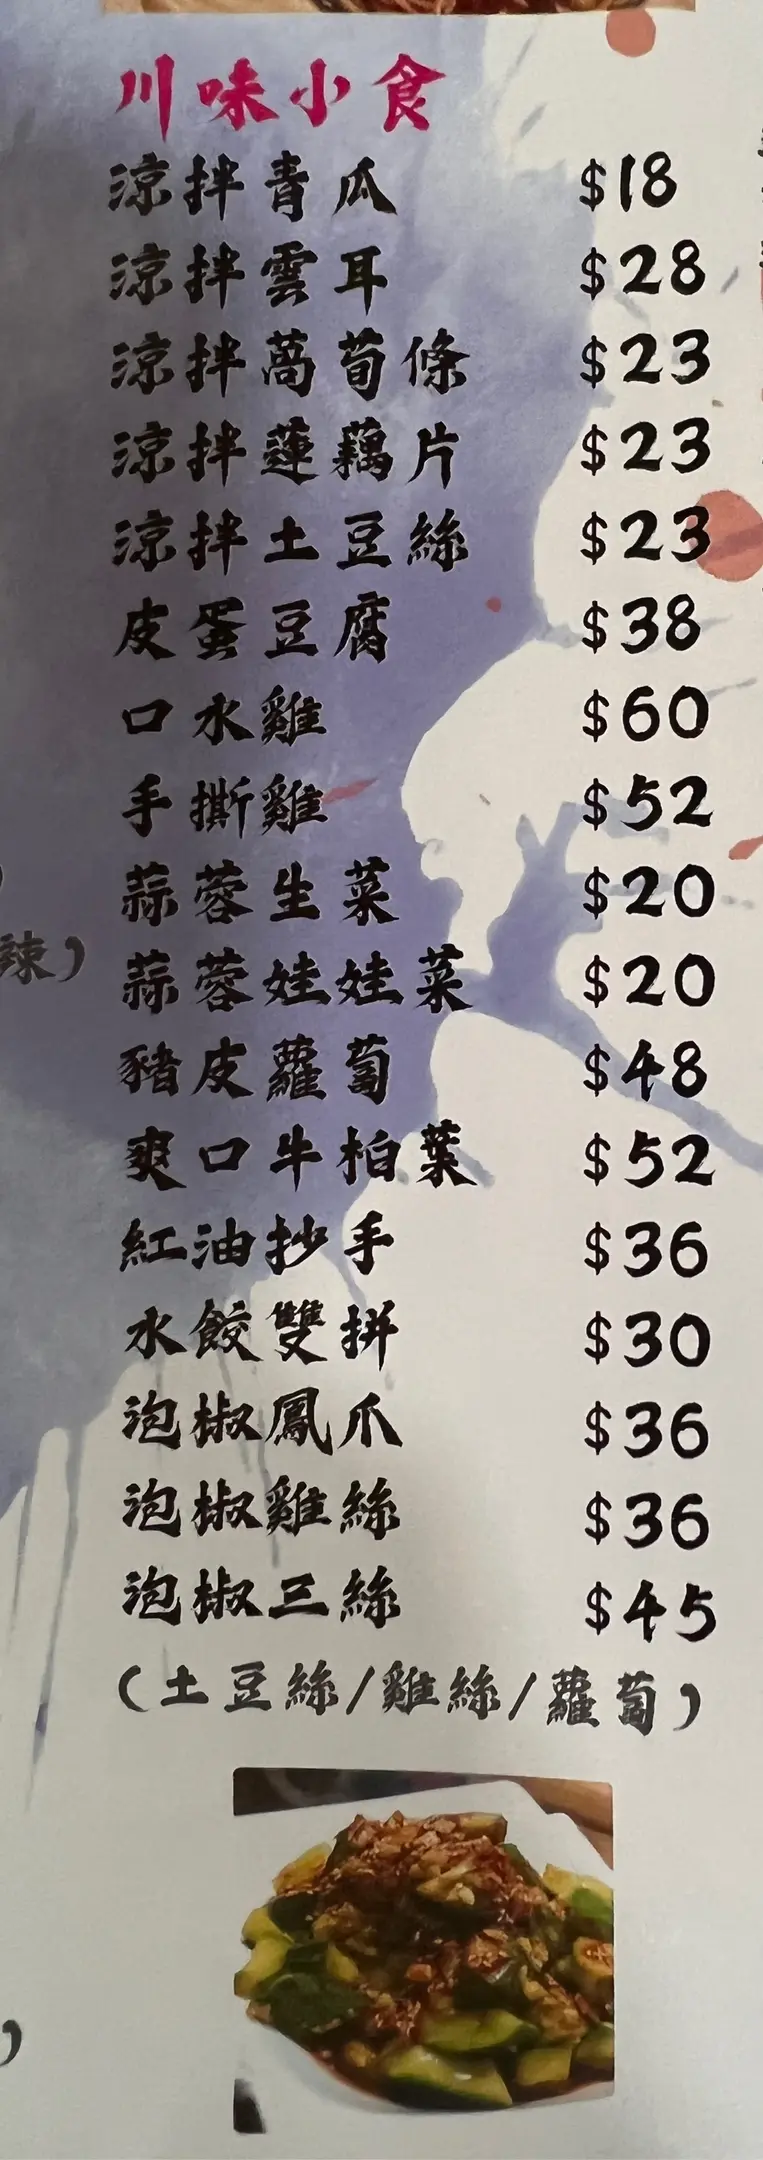 川味小食
涼拌青瓜 $18
涼拌雲耳 $28
涼拌萵荀條 $23
涼拌蓮藕片 $23
涼拌土豆絲 $23
皮蛋豆腐 $38
口水雞 $60
手撕雞 $52
蒜蓉生菜 $20
蒜蓉娃娃菜 $20
豬皮蘿蔔 $48
爽口牛柏葉 $52
紅油抄手 $36
水餃雙拼 $30
泡椒鳳爪 $36
泡椒雞絲 $36
泡椒三絲 $45
(土豆絲/雞絲/蘿蔔)
辣)